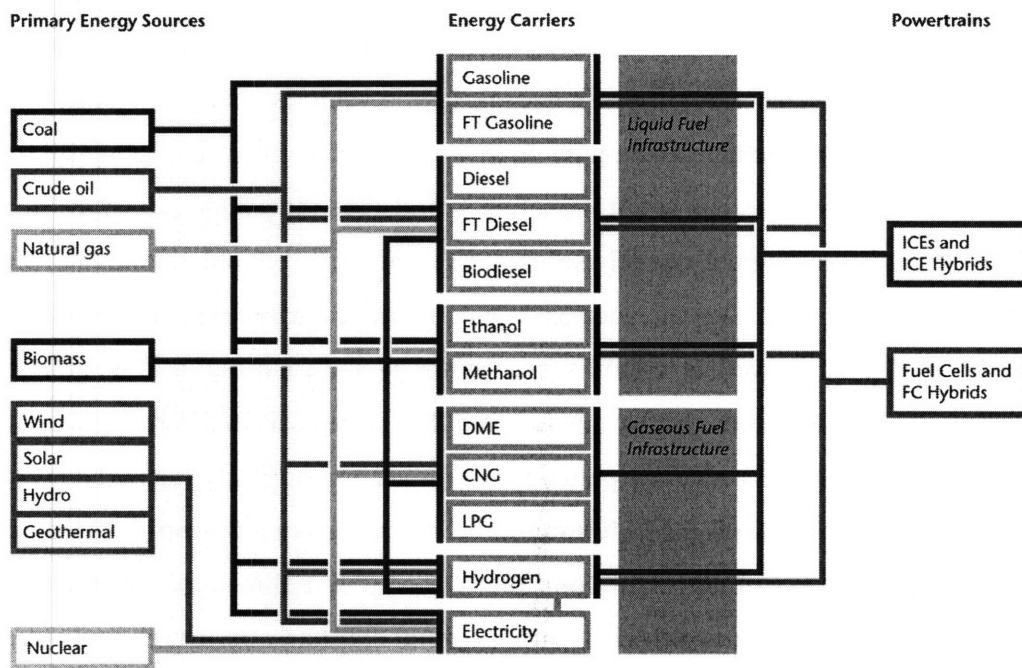 Primary Energy Sources
Energy Carriers
Powertrains
Coal
Crude oil
Natural gas
Biomass
Wind
Solar
Hydro
Geothermal
Nuclear
Gasoline
FT Gasoline
Diesel
FT Diesel
Biodiesel
Ethanol
Methanol
DME
CNG
LPG
Hydrogen
Electricity
Liquid Fuel
Infrastructure
Gaseous Fuel
Infrastructure
ICEs and
ICE Hybrids
Fuel Cells and
FC Hybrids